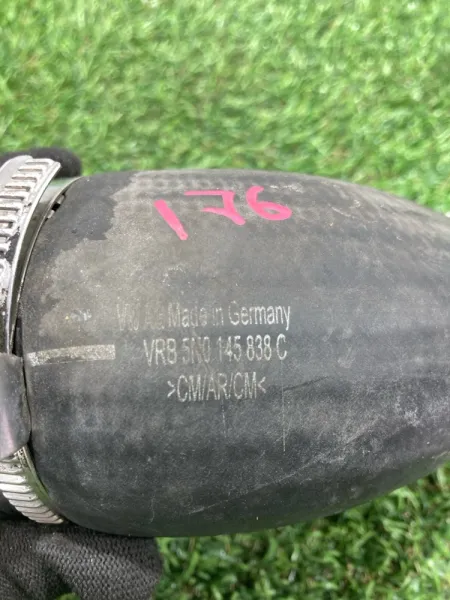 176
VW AG Made in Germany
VRB 5N0 145 838 C
>CM/AR/CM<